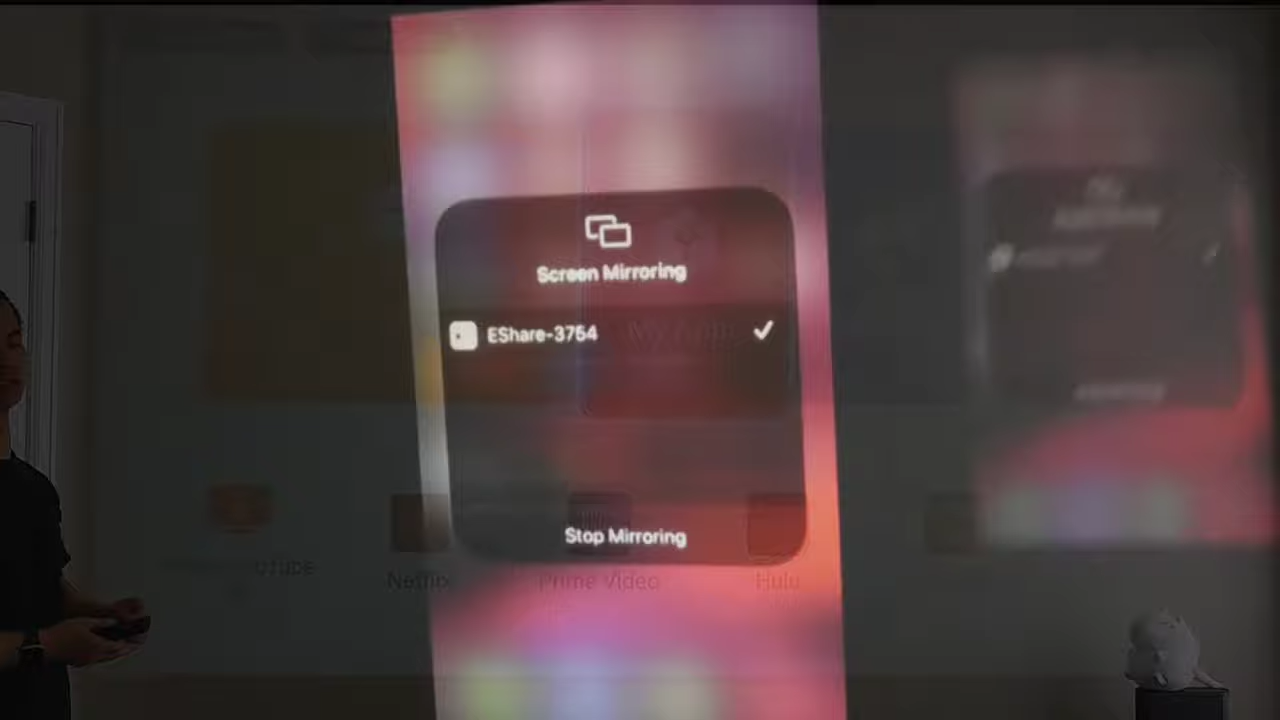 Screen Mirroring
EShare-3754
Stop Mirroring
Netflix
Prime Video
Hulu